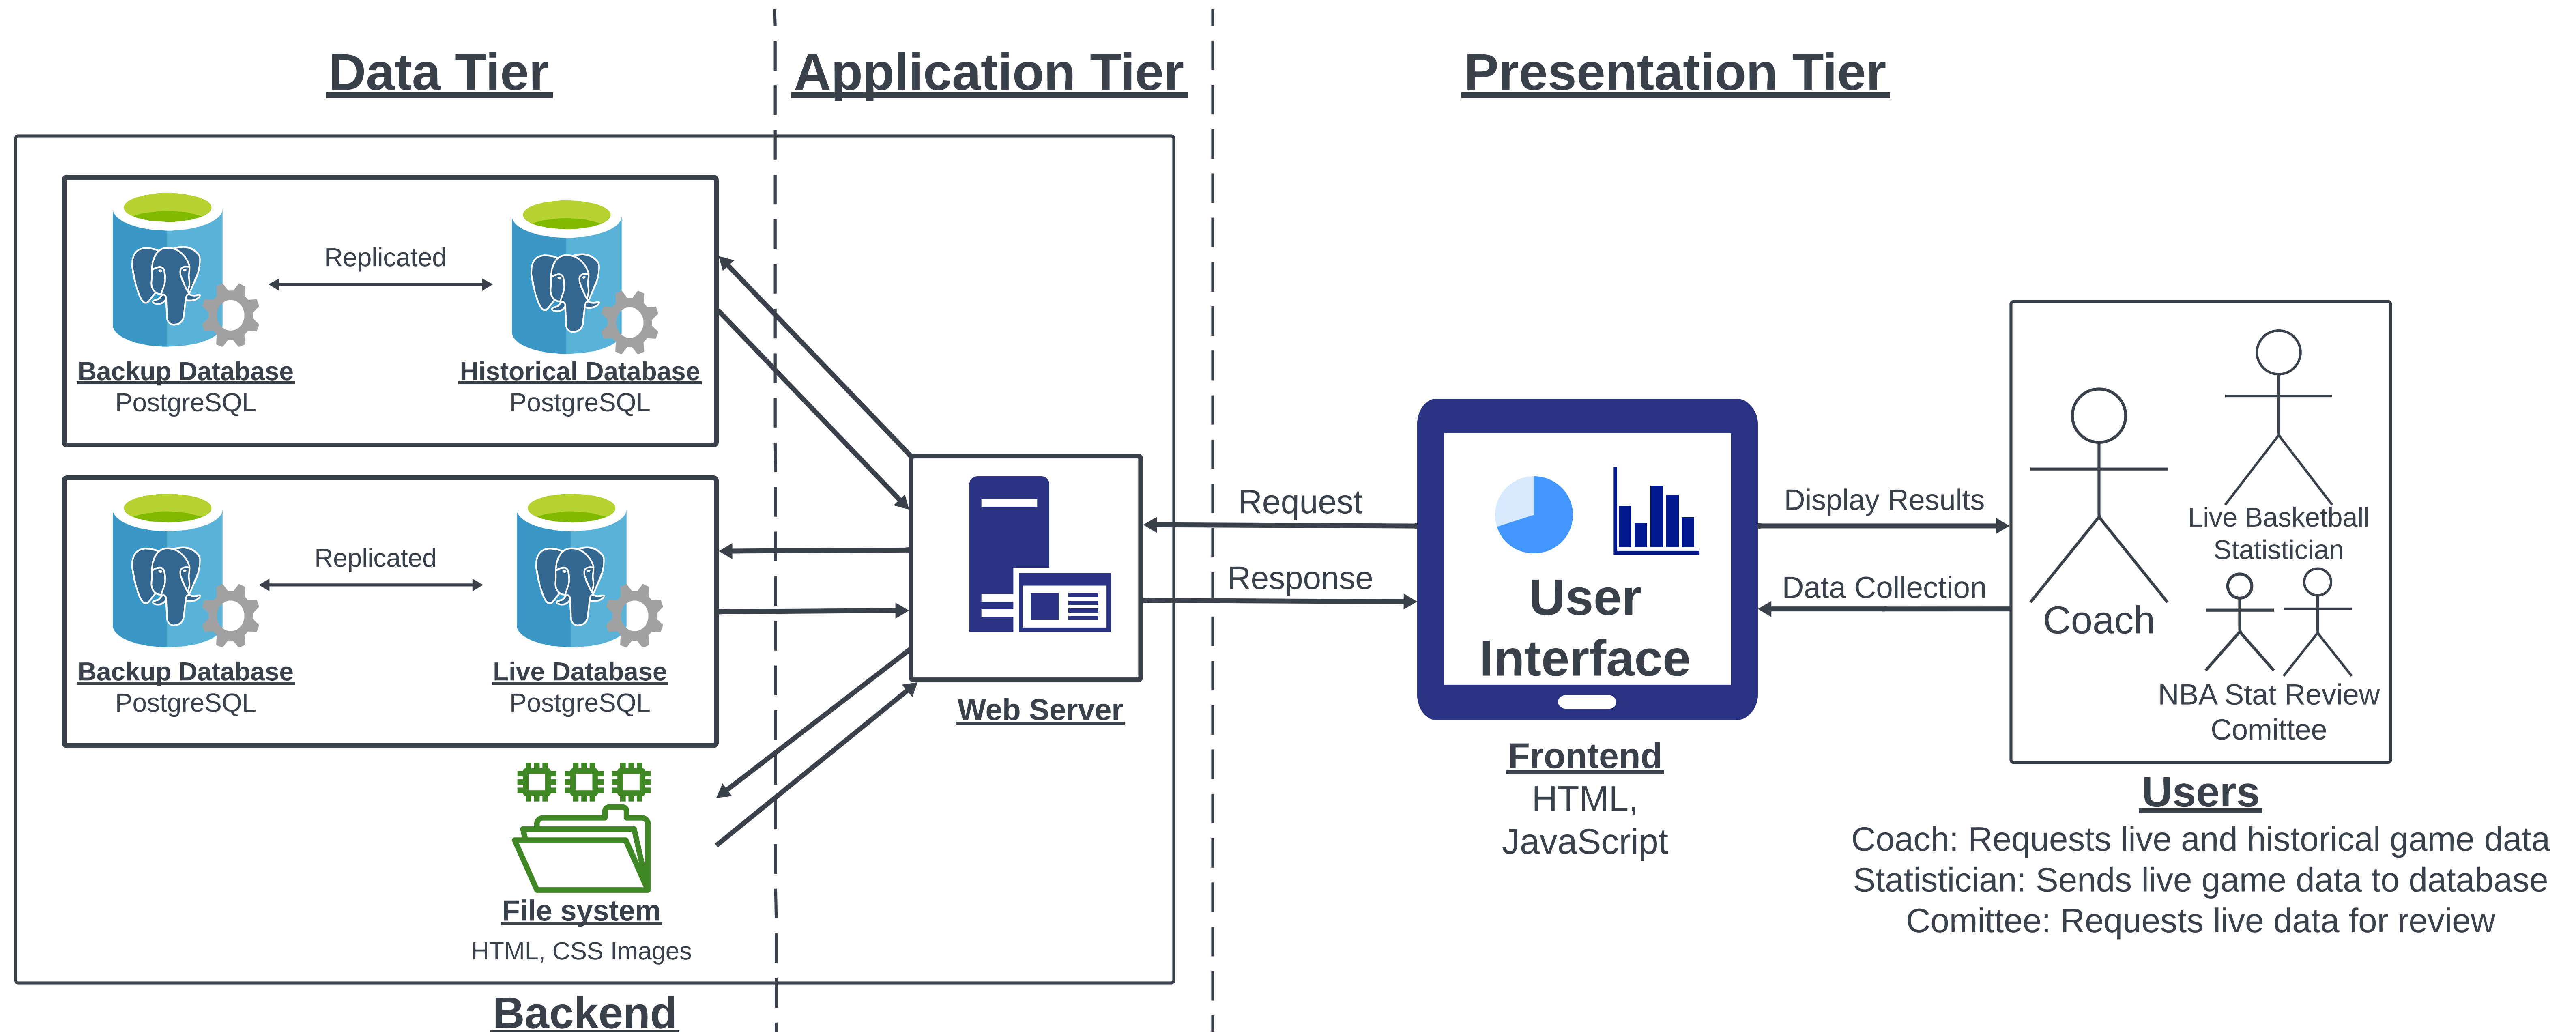 Data Tier
Application Tier
Presentation Tier
Replicated
Backup Database
PostgreSQL
Historical Database
PostgreSQL
Replicated
Backup Database
PostgreSQL
Live Database
PostgreSQL
File system
HTML, CSS Images
Backend
Web Server
Request
Response
User
Interface
Frontend
HTML,
JavaScript
Display Results
Data Collection
Coach
Live Basketball
Statistician
NBA Stat Review
Comittee
Users
Coach: Requests live and historical game data
Statistician: Sends live game data to database
Comittee: Requests live data for review